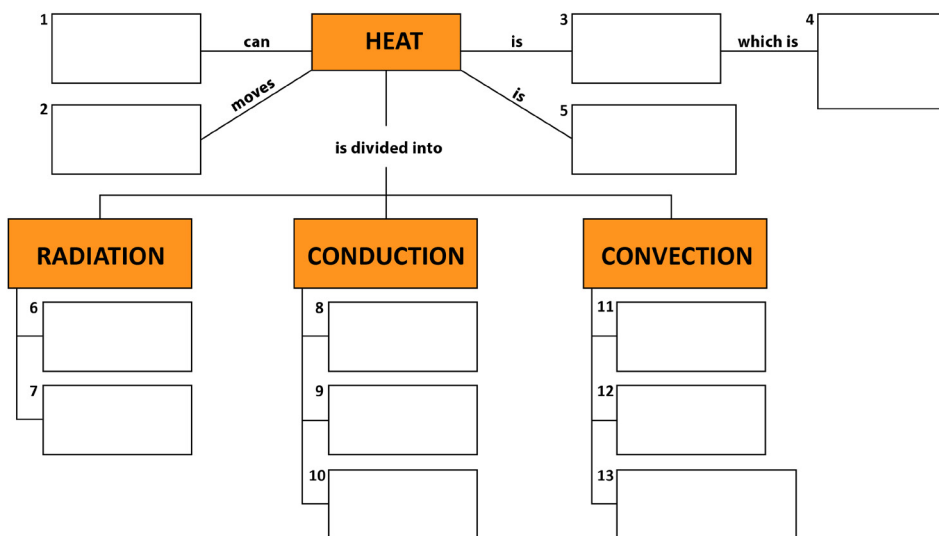 1
can
HEAT
is
3
which is
4
2
moves
is
5
is divided into
RADIATION
CONDUCTION
CONVECTION
6
8
11
7
9
12
10
13